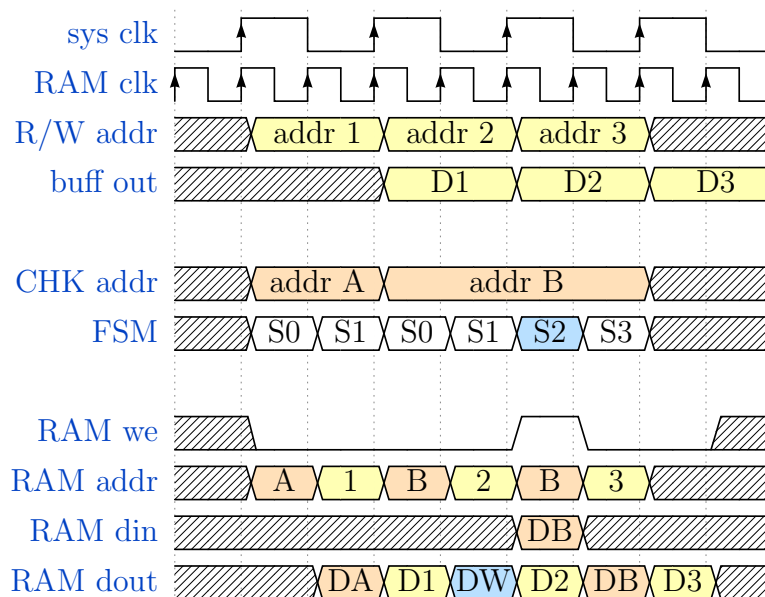 sys clk
RAM clk
R/W addr addr 1 addr 2 addr 3
buff out D1 D2 D3
CHK addr addr A addr B
FSM S0 S1 S0 S1 S2 S3
RAM we
RAM addr A 1 B 2 B 3
RAM din DB
RAM dout DA D1 DW D2 DB D3